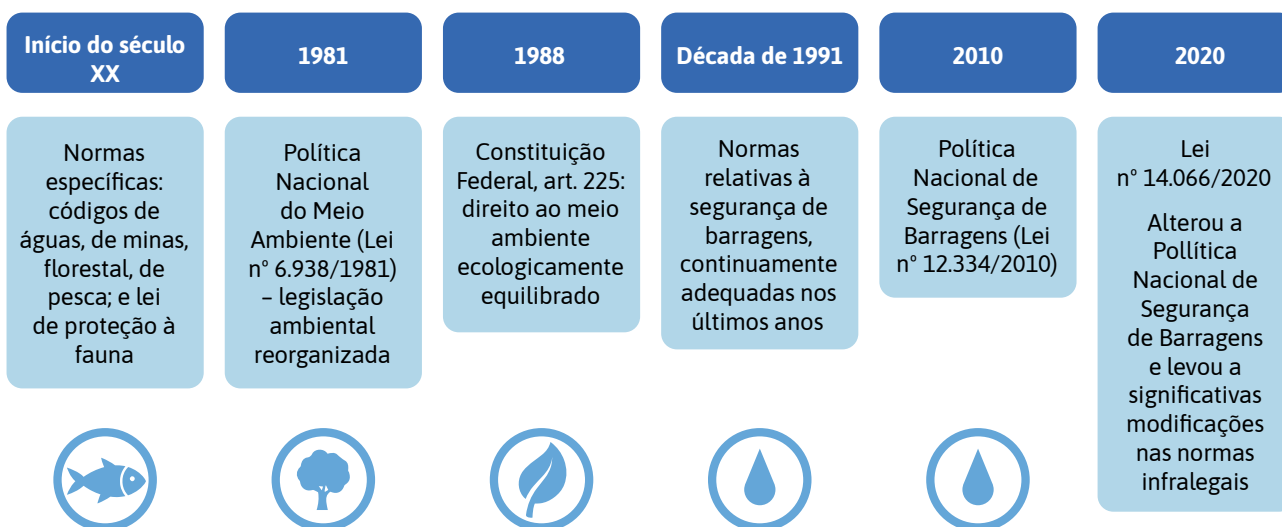 Início do século
XX
1981
1988
Década de 1991
2010
2020
Normas
específicas:
códigos de
águas, de minas,
florestal, de
pesca; e lei
de proteção à
fauna
Política
Nacional
do Meio
Ambiente (Lei
nº 6.938/1981)
– legislação
ambiental
reorganizada
Constituição
Federal, art. 225:
direito ao meio
ambiente
ecologicamente
equilibrado
Normas
relativas à
segurança de
barragens,
continuamente
adequadas nos
últimos anos
Política
Nacional de
Segurança de
Barragens (Lei
nº 12.334/2010)
Lei
nº 14.066/2020
Alterou a
Pollítica
Nacional de
Segurança
de Barragens
e levou a
significativas
modificações
nas normas
infralegais